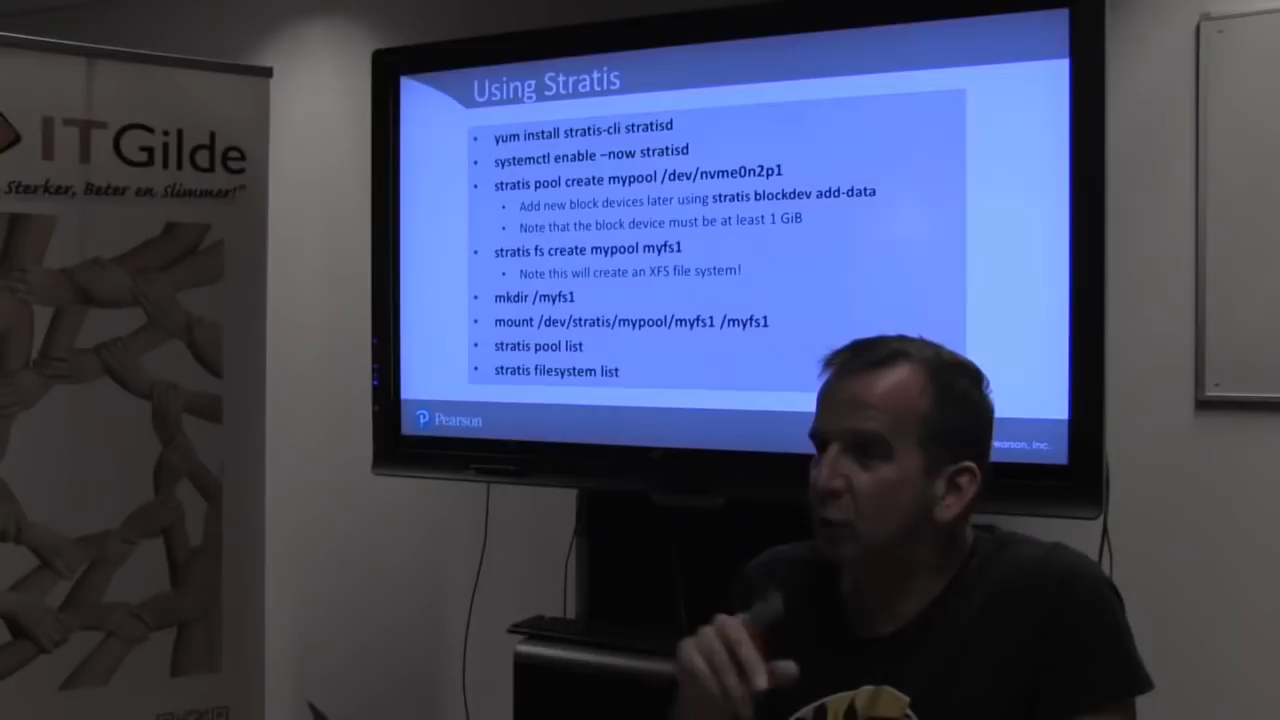 ITGilde
Sterker, Beter en Slimmer!"
Using Stratis
• yum install stratis-cli stratisd
• systemctl enable –now stratisd
• stratis pool create mypool /dev/nvme0n2p1
• Add new block devices later using stratis blockdev add-data
• Note that the block device must be at least 1 GiB
• stratis fs create mypool myfs1
• Note this will create an XFS file system!
• mkdir /myfs1
• mount /dev/stratis/mypool/myfs1 /myfs1
• stratis pool list
• stratis filesystem list
Pearson
earson, Inc.